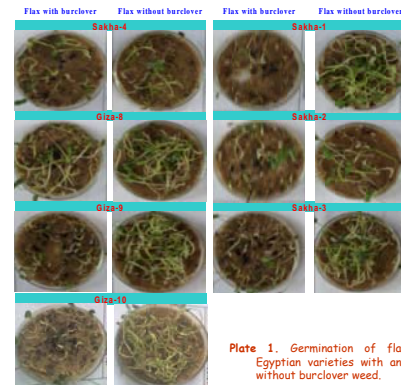 Flax with burclover Flax without burclover Flax with burclover Flax without burclover
Sakha-4 Sakha-1
Giza-8 Sakha-2
Giza-9 Sakha-3
Giza-10
Plate 1. Germination of fla
Egyptian varieties with an
without burclover weed.